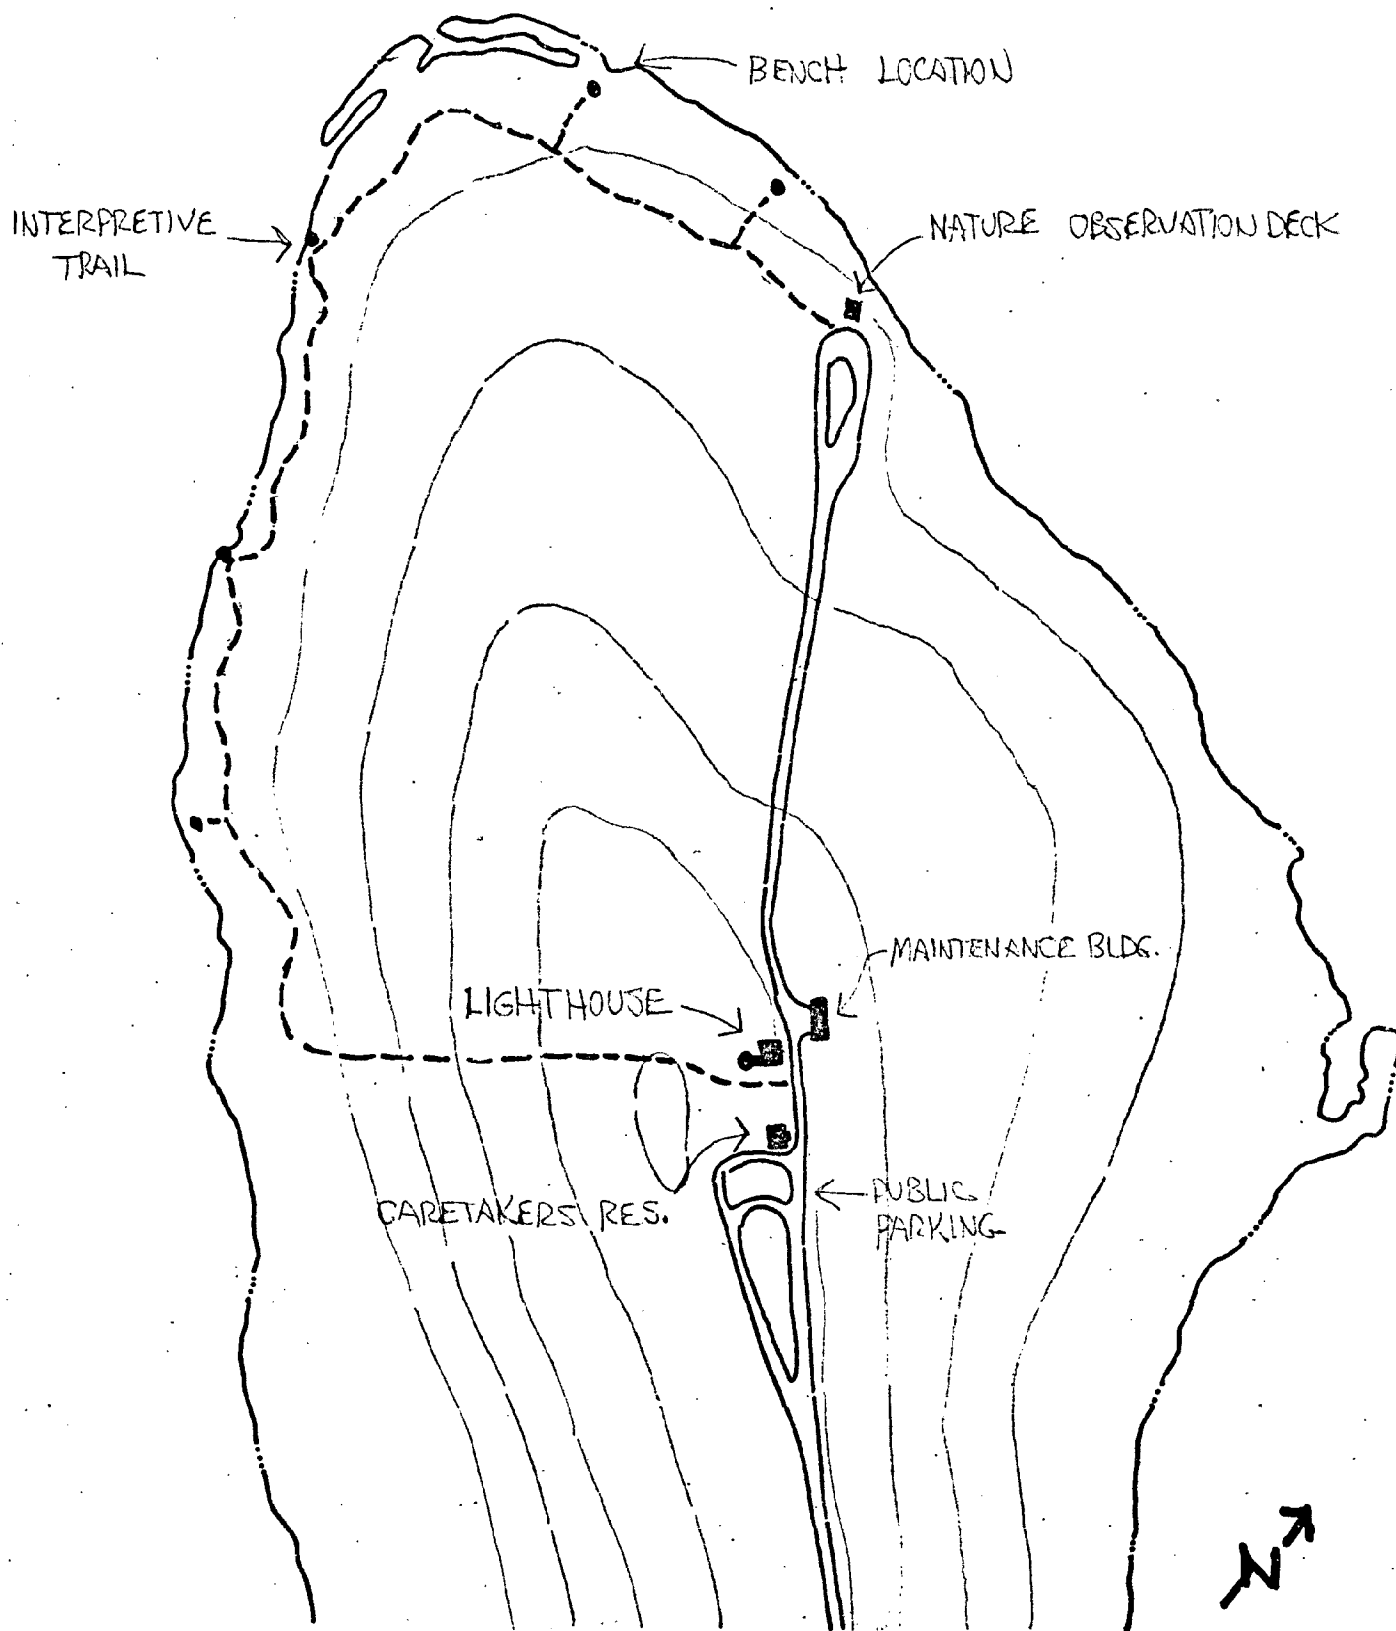 BENCH LOCATION
INTERPRETIVE
TRAIL
NATURE OBSERVATION DECK
MAINTENANCE BLDG.
LIGHTHOUSE
CARETAKERS RES.
PUBLIC
PARKING
N